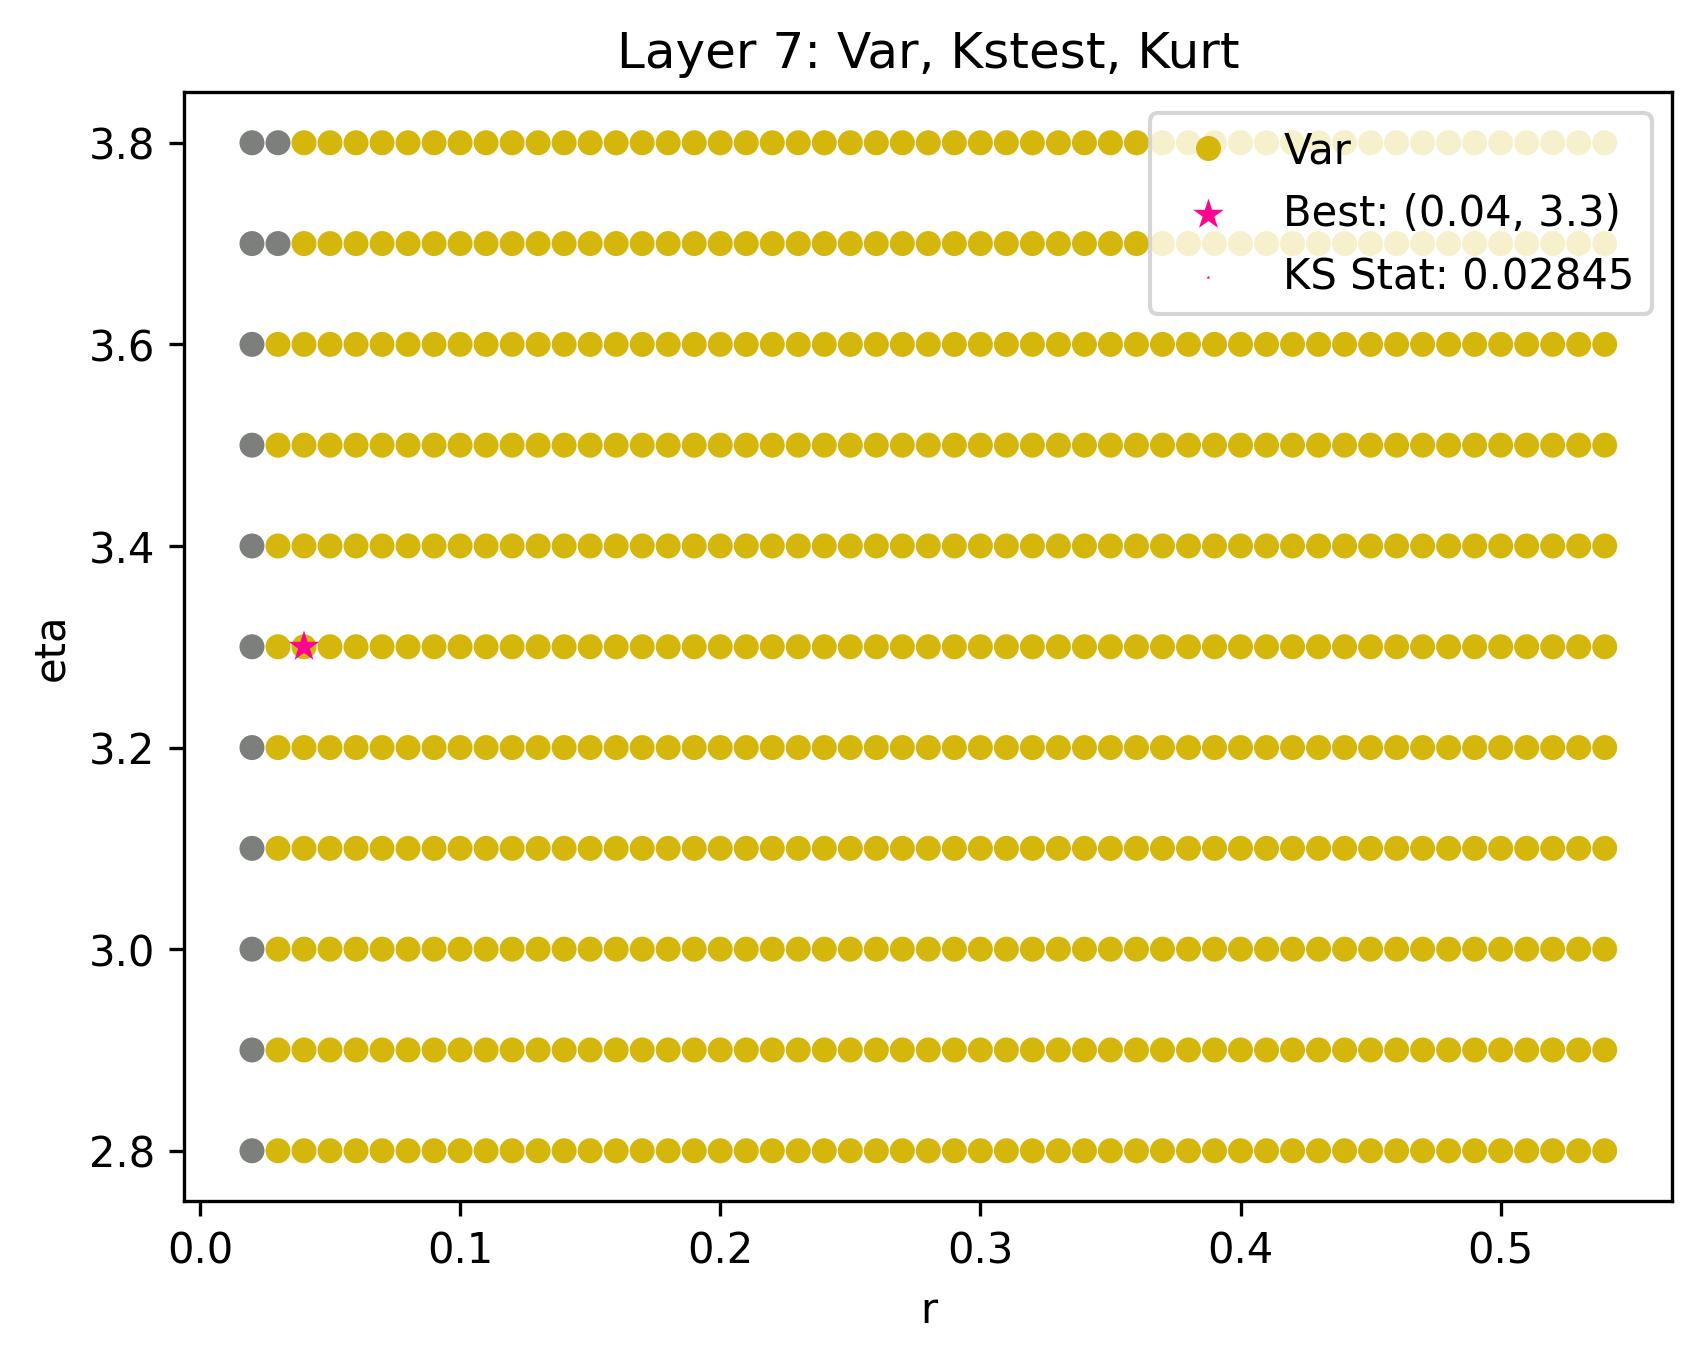 Layer 7: Var, Kstest, Kurt
Var
Best: (0.04, 3.3)
KS Stat: 0.02845
eta
3.8
3.6
3.4
3.2
3.0
2.8
0.0 0.1 0.2 0.3 0.4 0.5
r